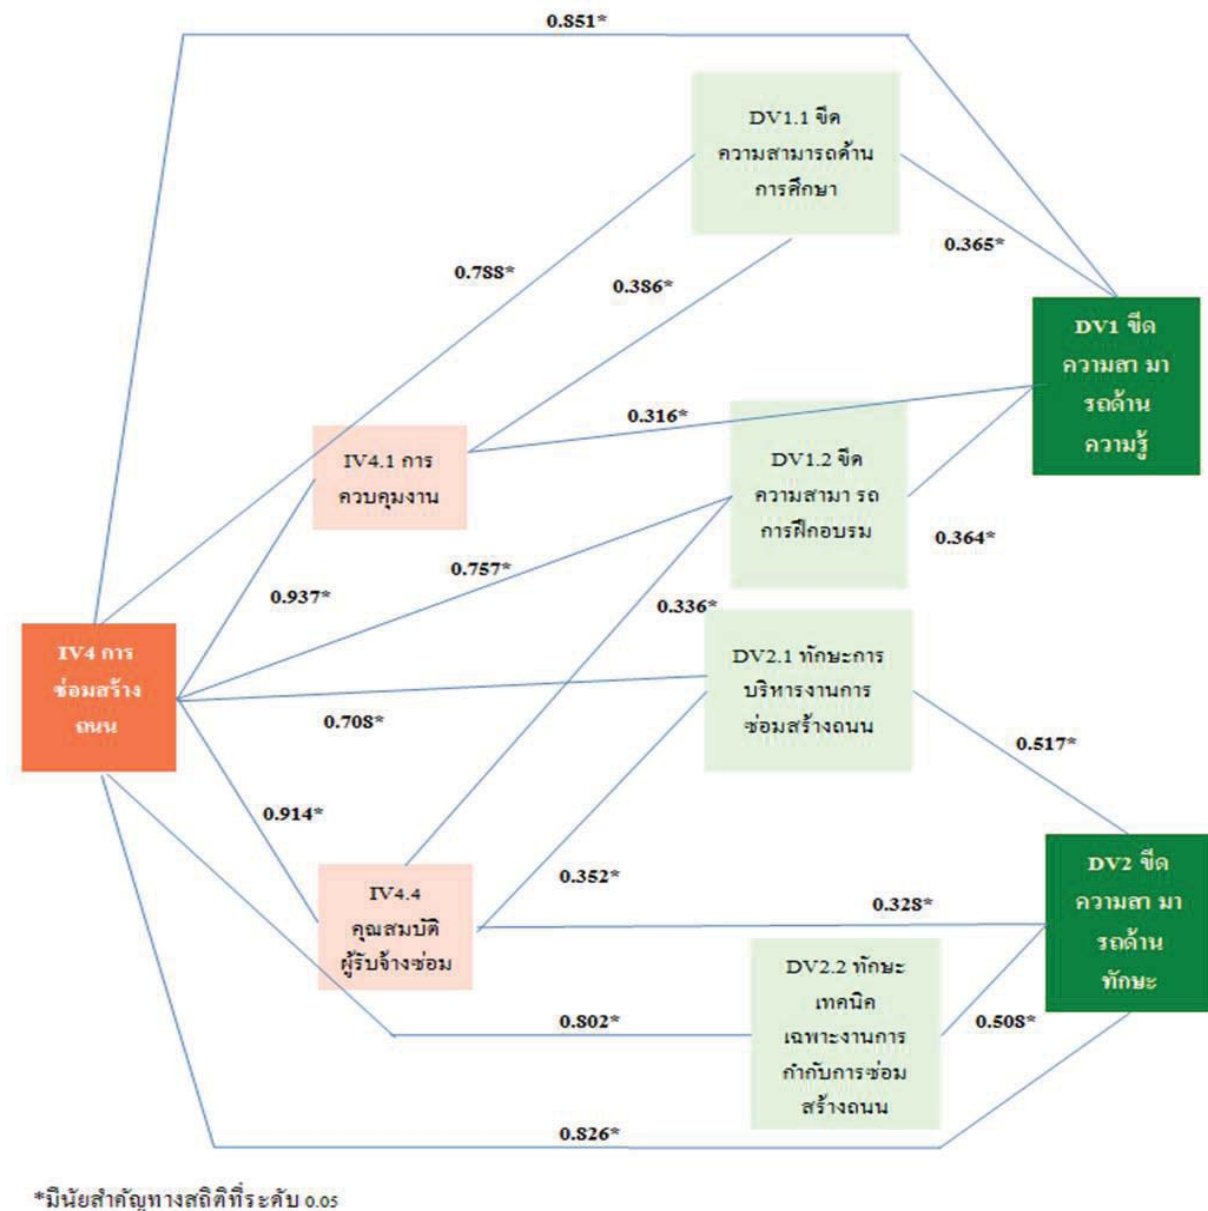 0.851*
DV1.1 ขีด
ความสามารถด้าน
การศึกษา
0.365*
0.788*
0.386*
DV1 ขีด
ความสา มา
รถด้าน
ความรู้
0.316*
IV4.1 การ
ควบคุมงาน
DV1.2 ขีด
ความสามา รถ
การฝึกอบรม
0.364*
0.757*
0.937*
0.336*
IV4 การ
ซ่อมสร้าง
ถนน
DV2.1 ทักษะการ
บริหารงานการ
ซ่อมสร้างถนน
0.708*
0.517*
0.914*
DV2 ขีด
ความสา มา
รถด้าน
ทักษะ
0.352*
IV4.4
คุณสมบัติ
ผู้รับจ้างซ่อม
0.328*
DV2.2 ทักษะ
เทคนิค
เฉพาะงานการ
กำกับการซ่อม
สร้างถนน
0.802*
0.508*
0.826*
*มีนัยสำคัญทางสถิติที่ระดับ 0.05